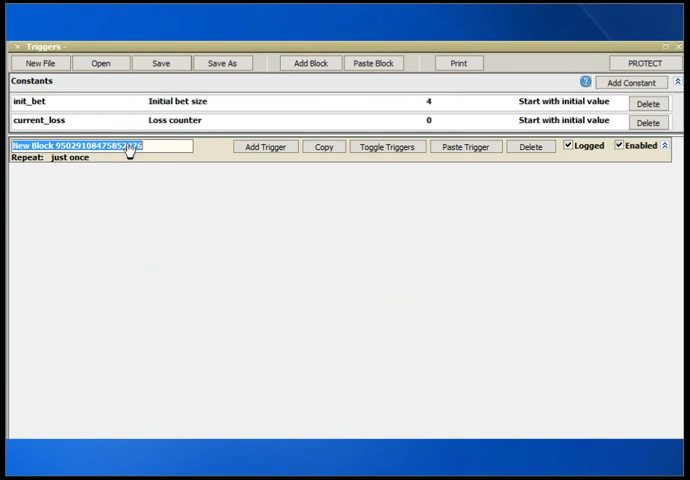 Triggers -
New File Open Save Save As Add Block Paste Block Print PROTECT
Constants ? Add Constant
init_bet Initial bet size 4 Start with initial value Delete
current_loss Loss counter 0 Start with initial value Delete
New Block Add Trigger Copy Toggle Triggers Paste Trigger Delete Logged Enabled
Repeat: just once